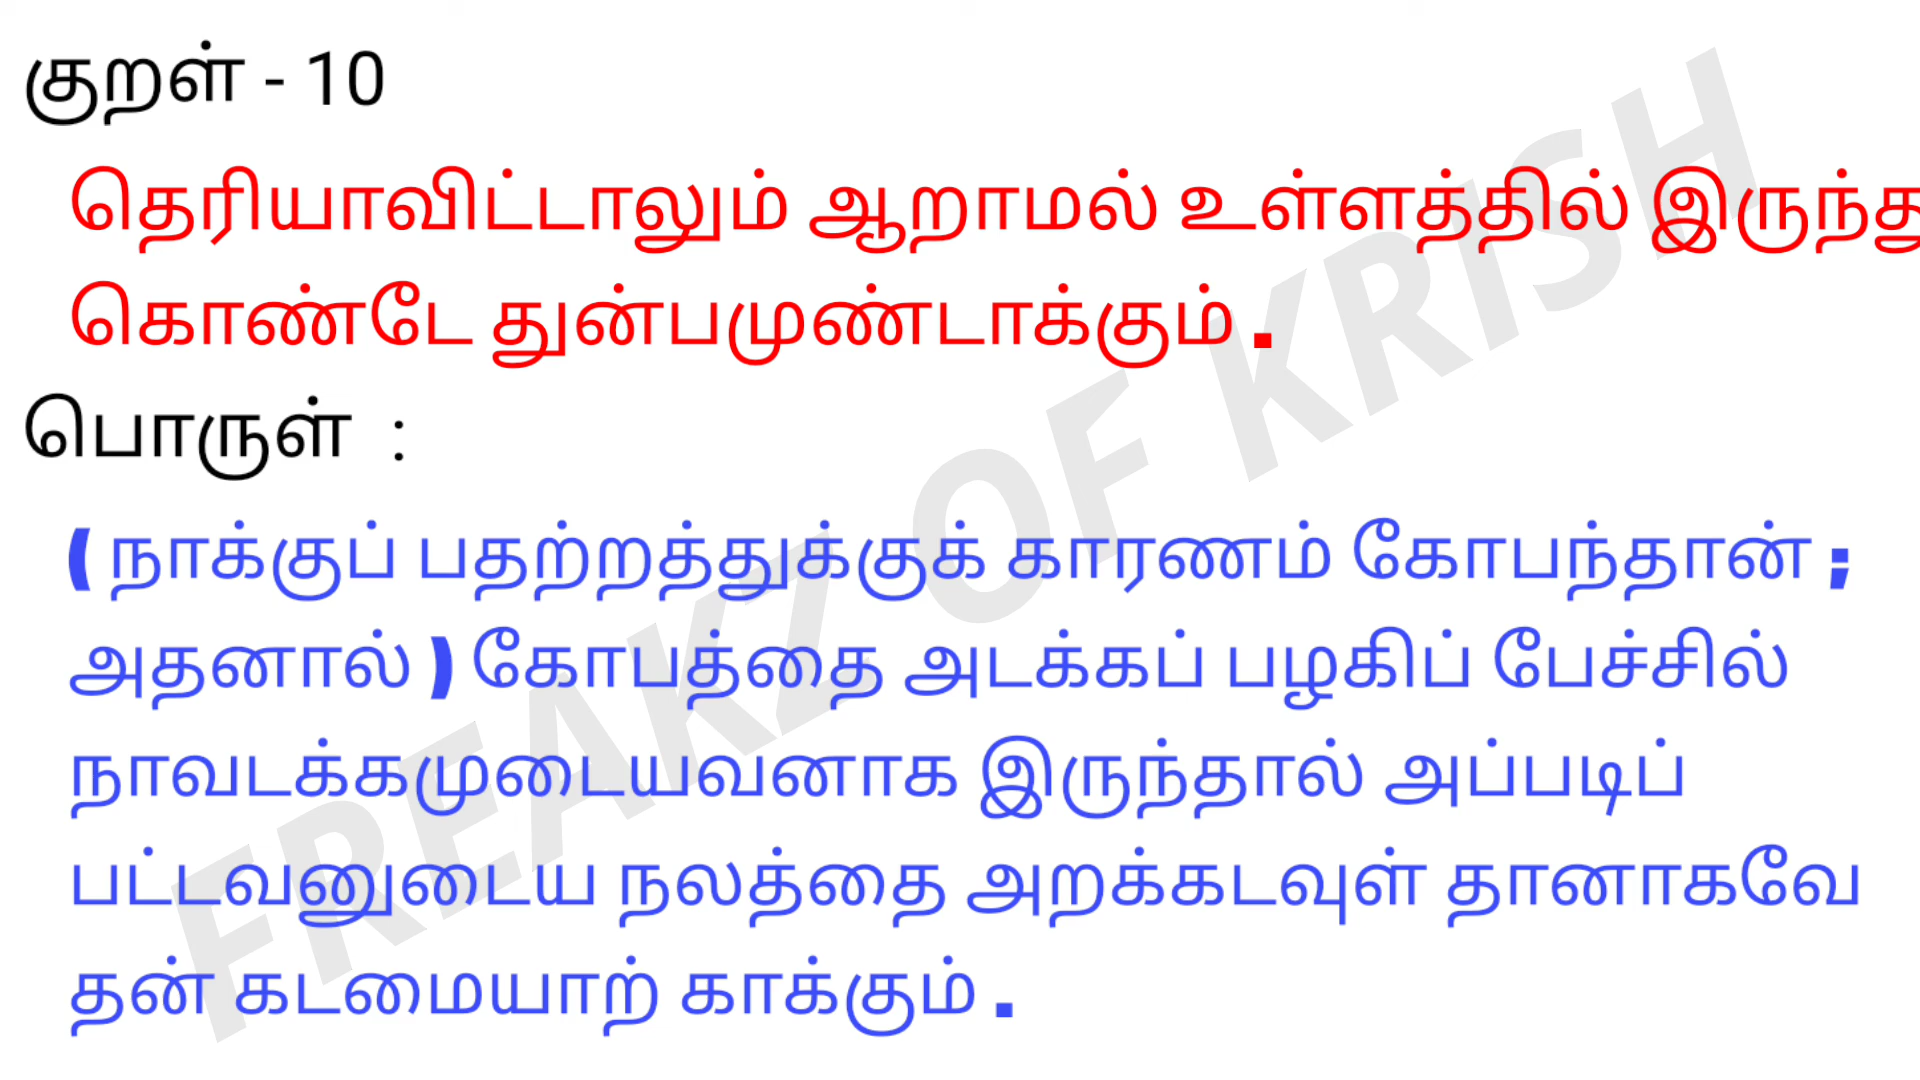 குறள் - 10
தெரியாவிட்டாலும் ஆறாமல் உள்ளத்தில் இருந்து
கொண்டே துன்பமுண்டாக்கும் .
பொருள் :
( நாக்குப் பதற்றத்துக்குக் காரணம் கோபந்தான் ;
அதனால் ) கோபத்தை அடக்கப் பழகிப் பேச்சில்
நாவடக்கமுடையவனாக இருந்தால் அப்படிப்
பட்டவனுடைய நலத்தை அறக்கடவுள் தானாகவே
தன் கடமையாற் காக்கும் .
FREAKZ OF KRISH